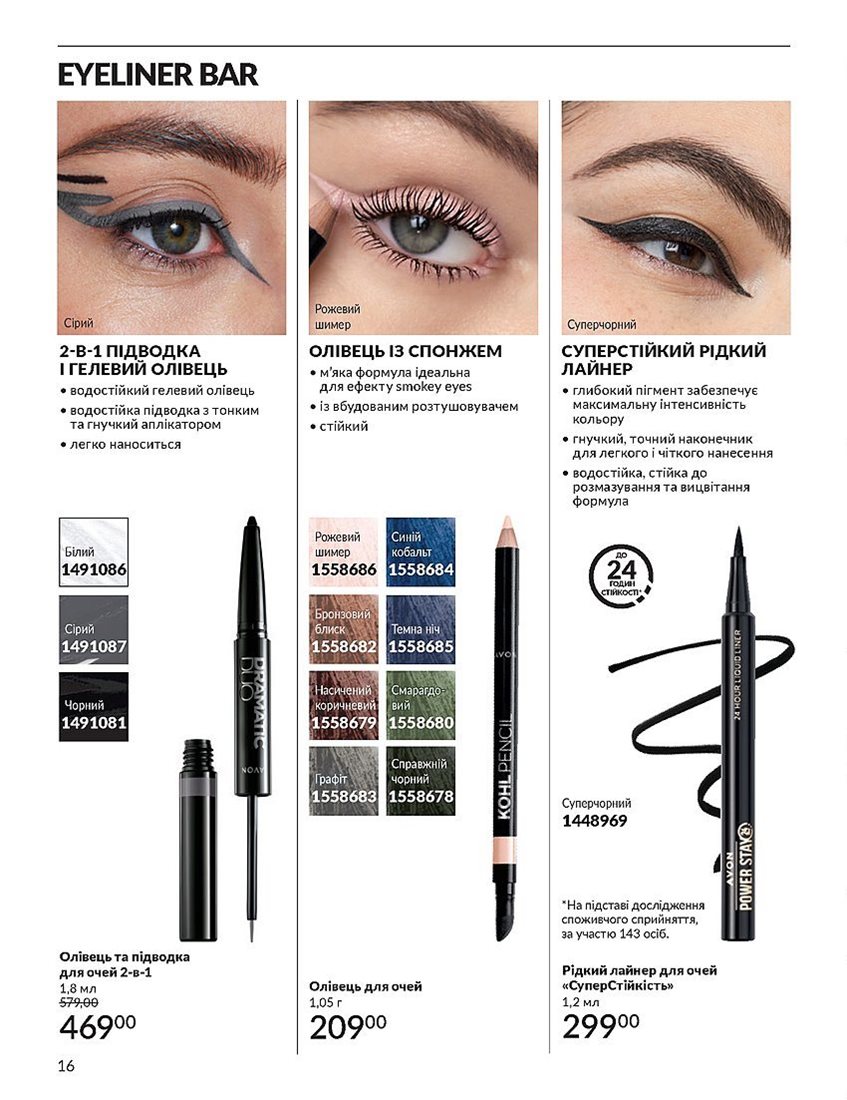 EYELINER BAR
Сірий
2-В-1 ПІДВОДКА
І ГЕЛЕВИЙ ОЛІВЕЦЬ
• водостійкий гелевий олівець
• водостійка підводка з тонким
та гнучкий аплікатором
• легко наноситься
Білий
1491086
Сірий
1491087
Чорний
1491081
DRAMATIC
DUO
AVON
Олівець та підводка
для очей 2-в-1
1,8 мл
579,00
46900
Рожевий
шимер
ОЛІВЕЦЬ ІЗ СПОНЖЕМ
• м’яка формула ідеальна
для ефекту smokey eyes
• із вбудованим розтушовувачем
• стійкий
Рожевий
шимер
1558686
Синій
кобальт
1558684
Бронзовий
блиск
1558682
Темна ніч
1558685
Насичений
коричневий
1558679
Смарагдо-
вий
1558680
Графіт
1558683
Справжній
чорний
1558678
AVON
KOHL PENCIL
Олівець для очей
1,05 г
20900
Суперчорний
СУПЕРСТІЙКИЙ РІДКИЙ
ЛАЙНЕР
• глибокий пігмент забезпечує
максимальну інтенсивність
кольору
• гнучкий, точний наконечник
для легкого і чіткого нанесення
• водостійка, стійка до
розмазування та вицвітання
формула
ДО
24
ГОДИН
СТІЙКОСТІ*
24 HOUR LIQUID LINER
AVON
POWER STAY 24
Суперчорний
1448969
*На підставі дослідження
споживчого сприйняття,
за участю 143 осіб.
Рідкий лайнер для очей
«СуперСтійкість»
1,2 мл
29900
16